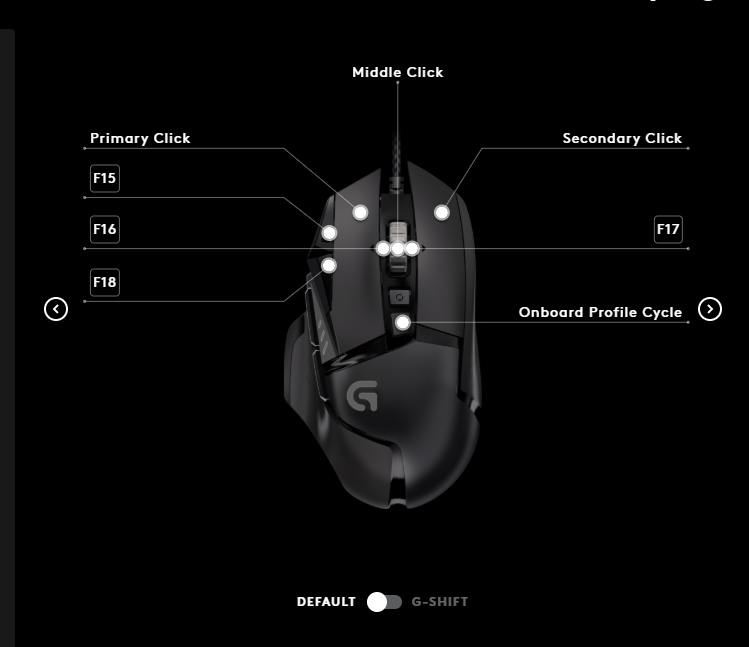 Middle Click
Primary Click
Secondary Click
F15
F16
F17
F18
Onboard Profile Cycle
DEFAULT
G-SHIFT